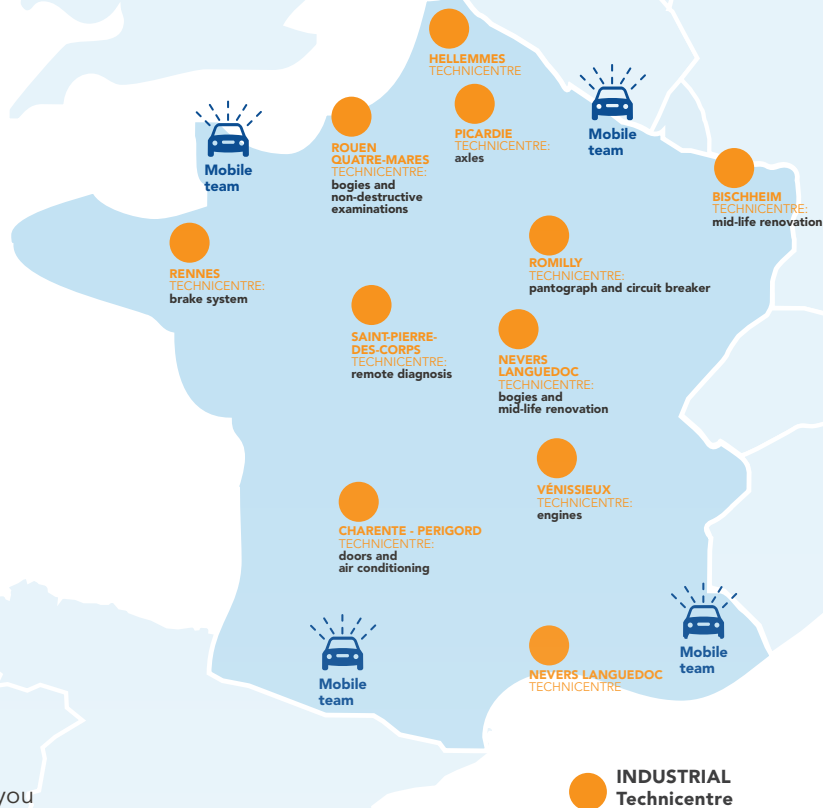 HELLEMMES
TECHNICENTRE
PICARDIE
TECHNICENTRE:
axles
Mobile
team
Mobile
team
ROUEN
QUATRE-MARES
TECHNICENTRE:
bogies and
non-destructive
examinations
BISCHHEIM
TECHNICENTRE:
mid-life renovation
RENNES
TECHNICENTRE:
brake system
ROMILLY
TECHNICENTRE:
pantograph and circuit breaker
SAINT-PIERRE-
DES-CORPS
TECHNICENTRE:
remote diagnosis
NEVERS
LANGUEDOC
TECHNICENTRE:
bogies and
mid-life renovation
VÉNISSIEUX
TECHNICENTRE:
engines
CHARENTE - PERIGORD
TECHNICENTRE:
doors and
air conditioning
Mobile
team
NEVERS LANGUEDOC
TECHNICENTRE
Mobile
team
you
INDUSTRIAL
Technicentre